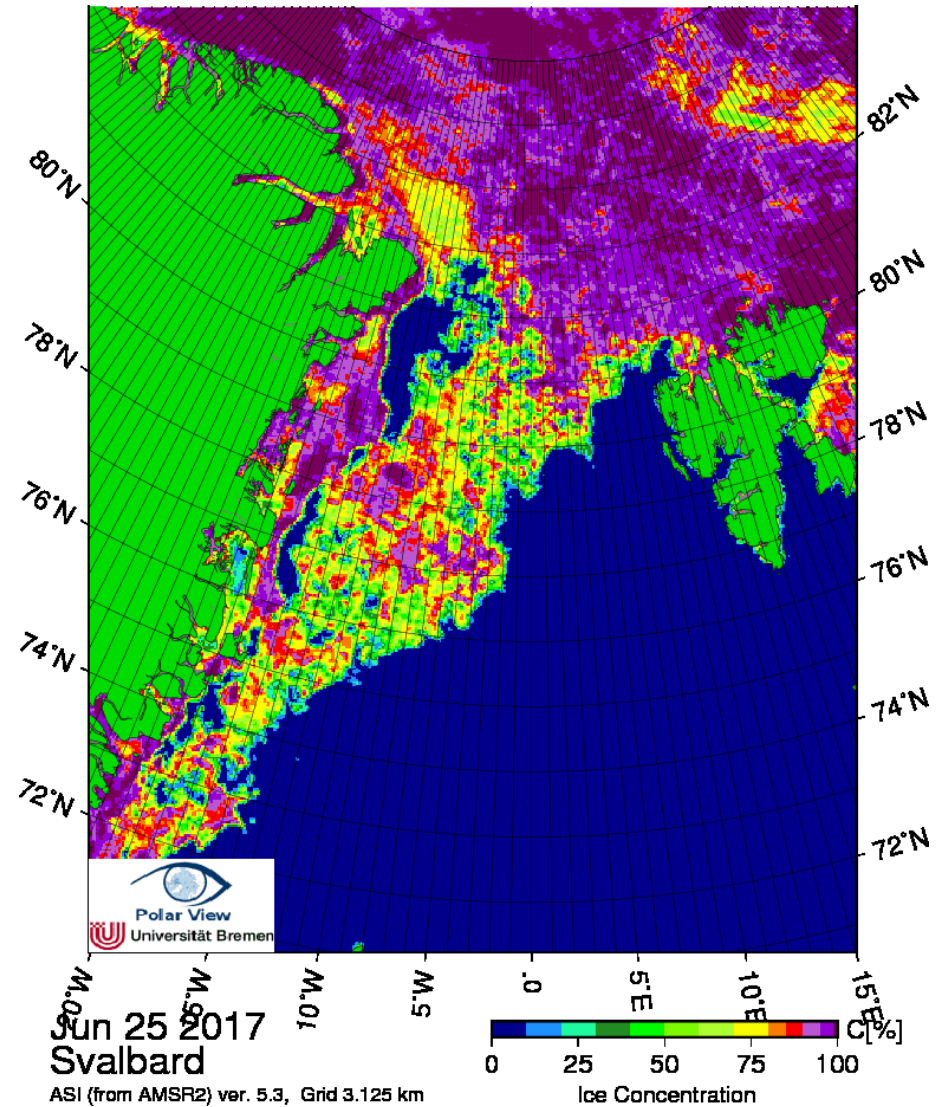 82°N
80°N
80°N
78°N
78°N
76°N
76°N
74°N
74°N
72°N
72°N
Polar View
Universität Bremen
20°W
15°W
10°W
5°W
0°
5°E
10°E
15°E
Jun 25 2017
Svalbard
ASI (from AMSR2) ver. 5.3, Grid 3.125 km
C[%]
0 25 50 75 100
Ice Concentration